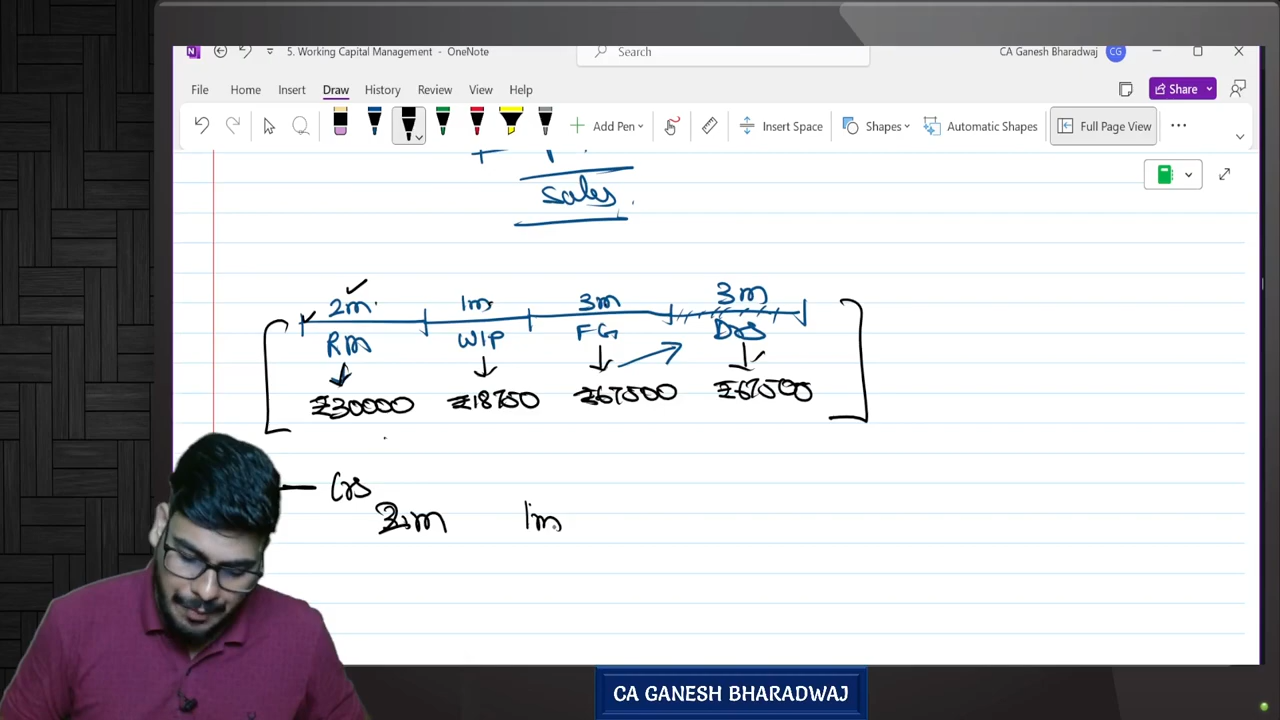 5. Working Capital Management - OneNote
Search
CA Ganesh Bharadwaj CG
File Home Insert Draw History Review View Help Share
Add Pen Insert Space Shapes Automatic Shapes Full Page View
Sales
2m 1m 3m 3m
RM WIP FG Drs
₹30000 ₹18750 ₹67500 ₹67500
— Crs
1m
CA GANESH BHARADWAJ